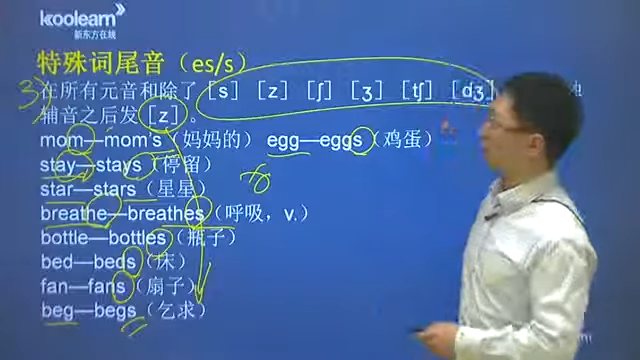 koolearn
新东方在线
特殊词尾音（es/s）
3)
在所有元音和除了［s］［z］［ʃ］［ʒ］［tʃ］［dʒ］
辅音之后发［z］。
mom—mom's（妈妈的） egg—eggs（鸡蛋）
stay—stays（停留）
star—stars（星星）
breathe—breathes（呼吸，v.）
bottle—bottles（瓶子）
bed—beds（床）
fan—fans（扇子）
beg—begs（乞求）